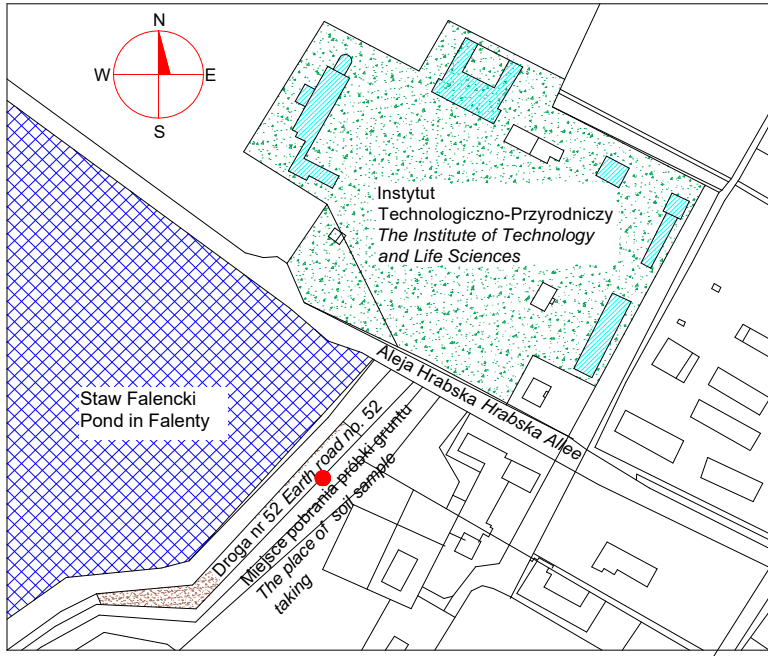 N
W E
S
Instytut
Technologiczno-Przyrodniczy
The Institute of Technology
and Life Sciences
Aleja Hrabska Hrabska Allee
Staw Falencki
Pond in Falenty
Droga nr 52 Earth road no. 52
Miejsce pobrania próbki gruntu
The place of soil sample
taking